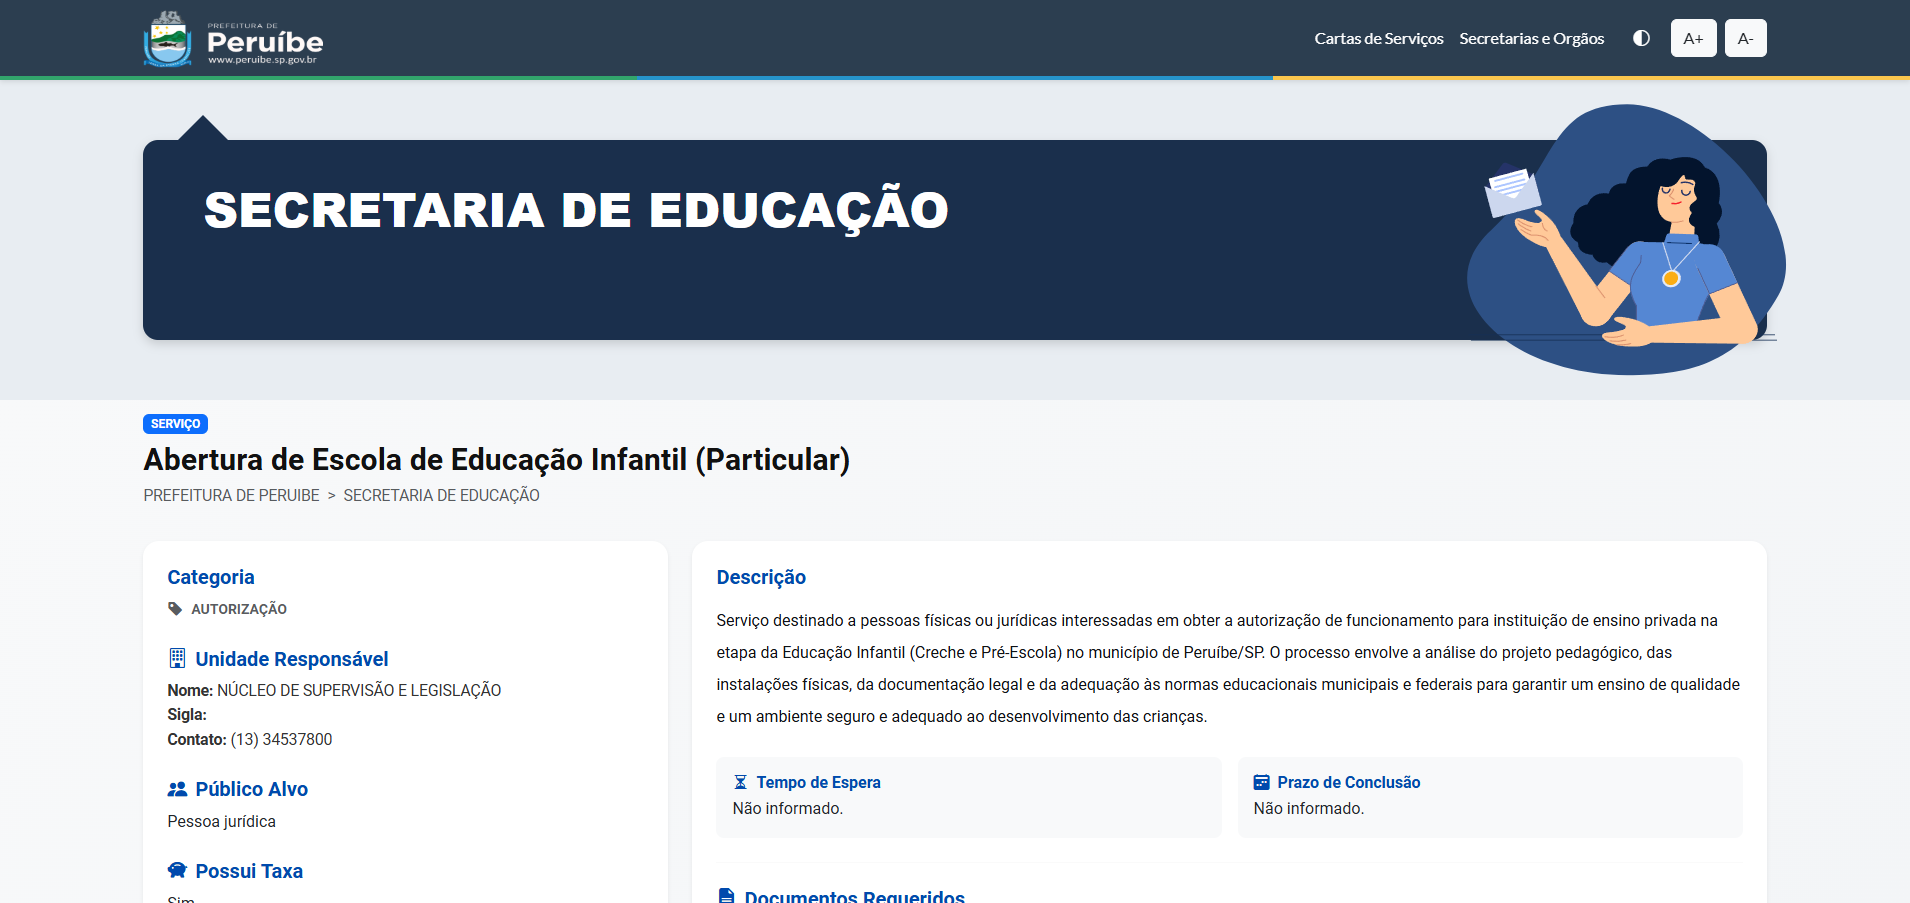 PREFEITURA DE
Peruíbe
www.peruibe.sp.gov.br
Cartas de Serviços
Secretarias e Orgãos
A+
A-
SECRETARIA DE EDUCAÇÃO
SERVIÇO
Abertura de Escola de Educação Infantil (Particular)
PREFEITURA DE PERUIBE > SECRETARIA DE EDUCAÇÃO
Categoria
AUTORIZAÇÃO
Unidade Responsável
Nome: NÚCLEO DE SUPERVISÃO E LEGISLAÇÃO
Sigla:
Contato: (13) 34537800
Público Alvo
Pessoa jurídica
Possui Taxa
Sim
Descrição
Serviço destinado a pessoas físicas ou jurídicas interessadas em obter a autorização de funcionamento para instituição de ensino privada na
etapa da Educação Infantil (Creche e Pré-Escola) no município de Peruíbe/SP. O processo envolve a análise do projeto pedagógico, das
instalações físicas, da documentação legal e da adequação às normas educacionais municipais e federais para garantir um ensino de qualidade
e um ambiente seguro e adequado ao desenvolvimento das crianças.
Tempo de Espera
Não informado.
Prazo de Conclusão
Não informado.
Documentos Requeridos